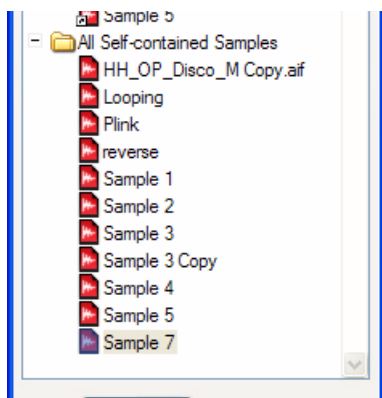 Sample 5
All Self-contained Samples
HH_OP_Disco_M Copy.aif
Looping
Plink
reverse
Sample 1
Sample 2
Sample 3
Sample 3 Copy
Sample 4
Sample 5
Sample 7